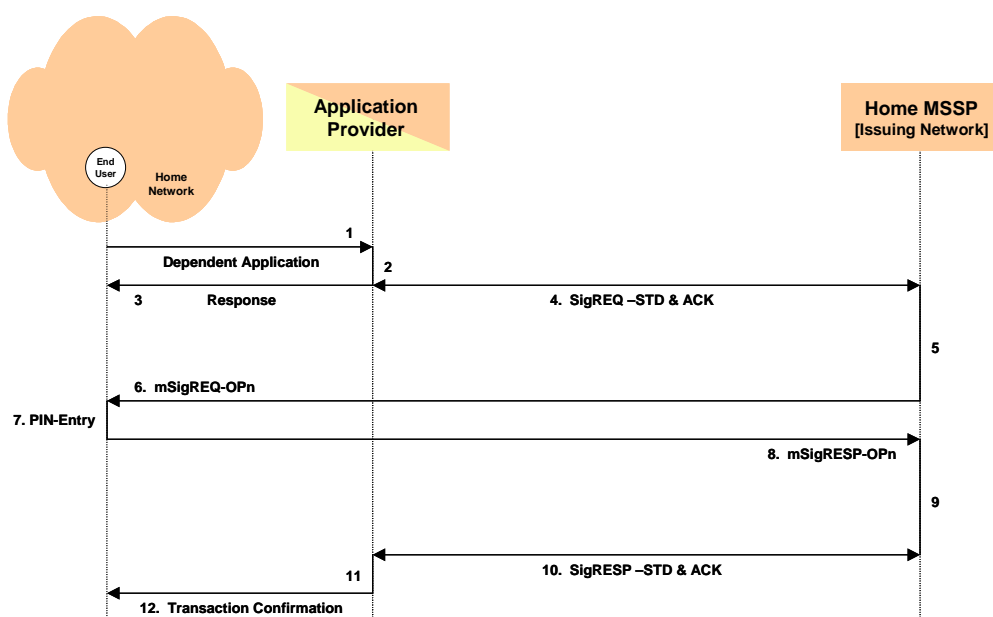 Application
Provider
Home MSSP
[Issuing Network]
End
User
Home
Network
1
Dependent Application
2
3 Response
4. SigREQ –STD & ACK
5
6. mSigREQ-OPn
7. PIN-Entry
8. mSigRESP-OPn
9
10. SigRESP –STD & ACK
11
12. Transaction Confirmation